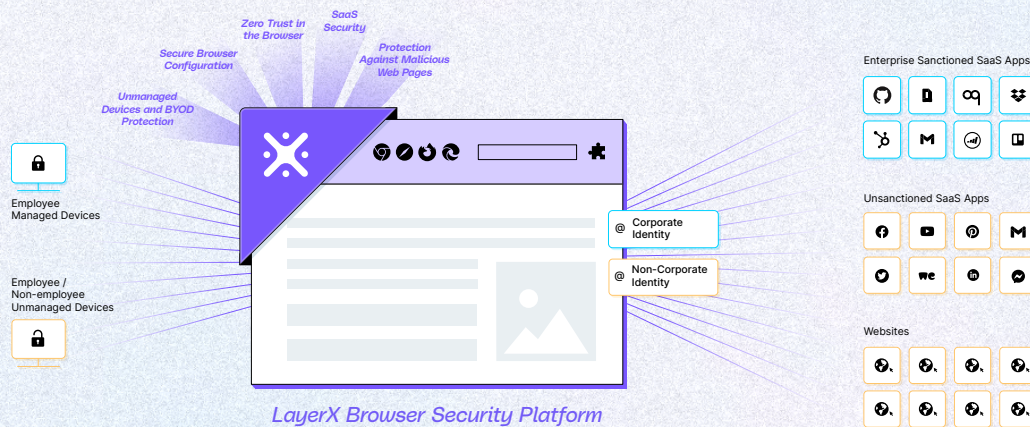 SaaS
Security
Zero Trust in
the Browser
Protection
Against Malicious
Web Pages
Secure Browser
Configuration
Unmanaged
Devices and BYOD
Protection
Employee
Managed Devices
Employee /
Non-employee
Unmanaged Devices
@ Corporate
Identity
@ Non-Corporate
Identity
LayerX Browser Security Platform
Enterprise Sanctioned SaaS Apps
Unsanctioned SaaS Apps
Websites